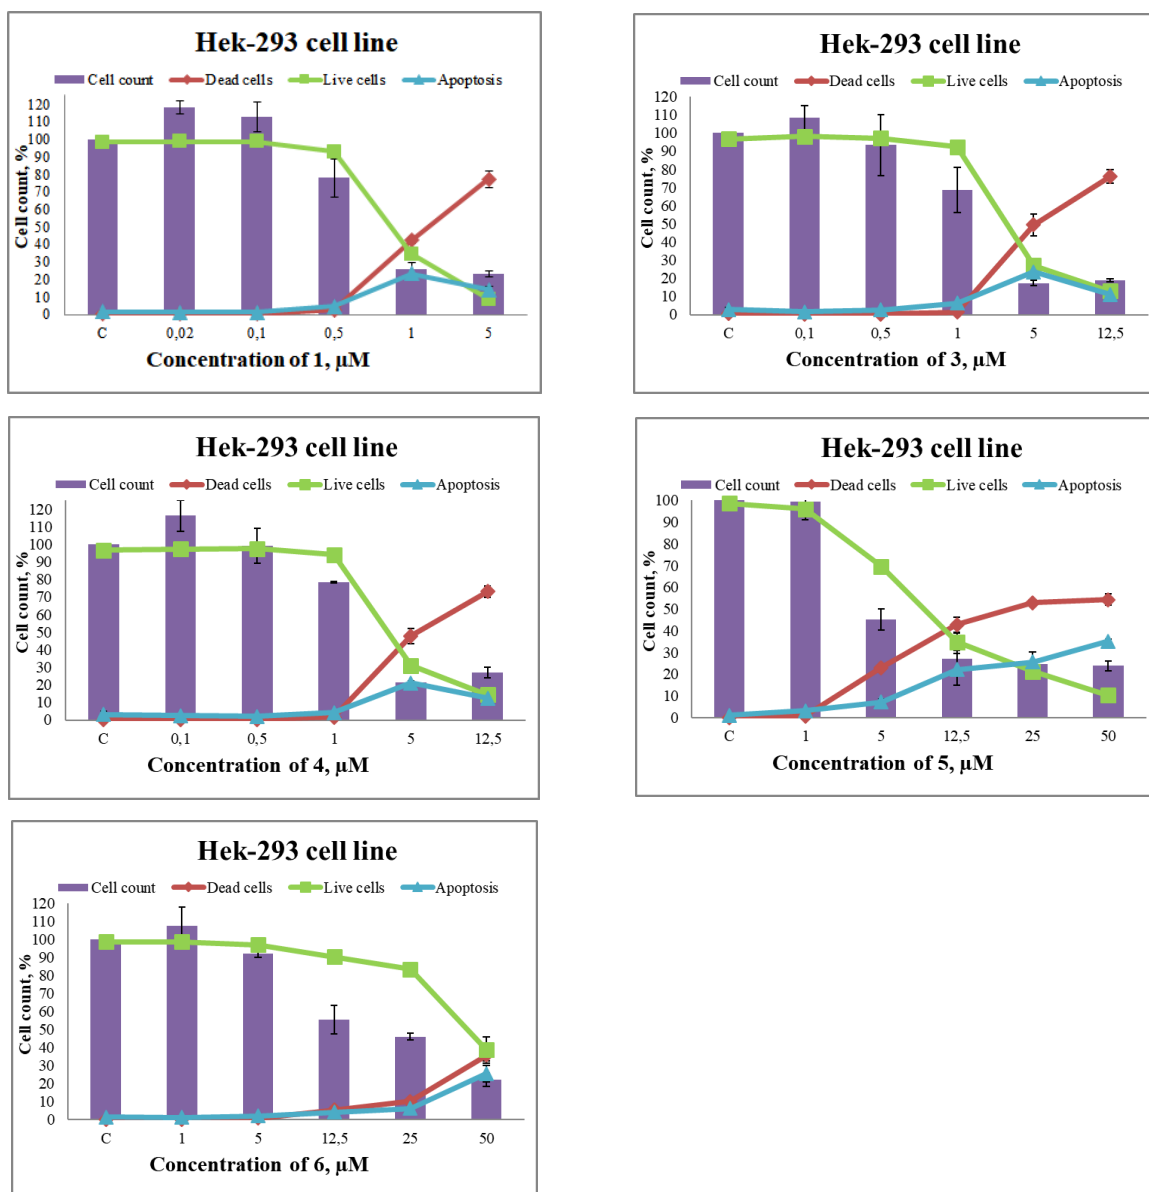 Hek-293 cell line
Cell count Dead cells Live cells Apoptosis
120
110
100
90
80
70
60
50
40
30
20
10
0
Cell count, %
C 0,02 0,1 0,5 1 5
Concentration of 1, µM
Hek-293 cell line
Cell count Dead cells Live cells Apoptosis
120
110
100
90
80
70
60
50
40
30
20
10
0
Cell count, %
C 0,1 0,5 1 5 12,5
Concentration of 3, µM
Hek-293 cell line
Cell count Dead cells Live cells Apoptosis
120
110
100
90
80
70
60
50
40
30
20
10
0
Cell count, %
C 0,1 0,5 1 5 12,5
Concentration of 4, µM
Hek-293 cell line
Cell count Dead cells Live cells Apoptosis
100
90
80
70
60
50
40
30
20
10
0
Cell count, %
C 1 5 12,5 25 50
Concentration of 5, µM
Hek-293 cell line
Cell count Dead cells Live cells Apoptosis
120
110
100
90
80
70
60
50
40
30
20
10
0
Cell count, %
C 1 5 12,5 25 50
Concentration of 6, µM